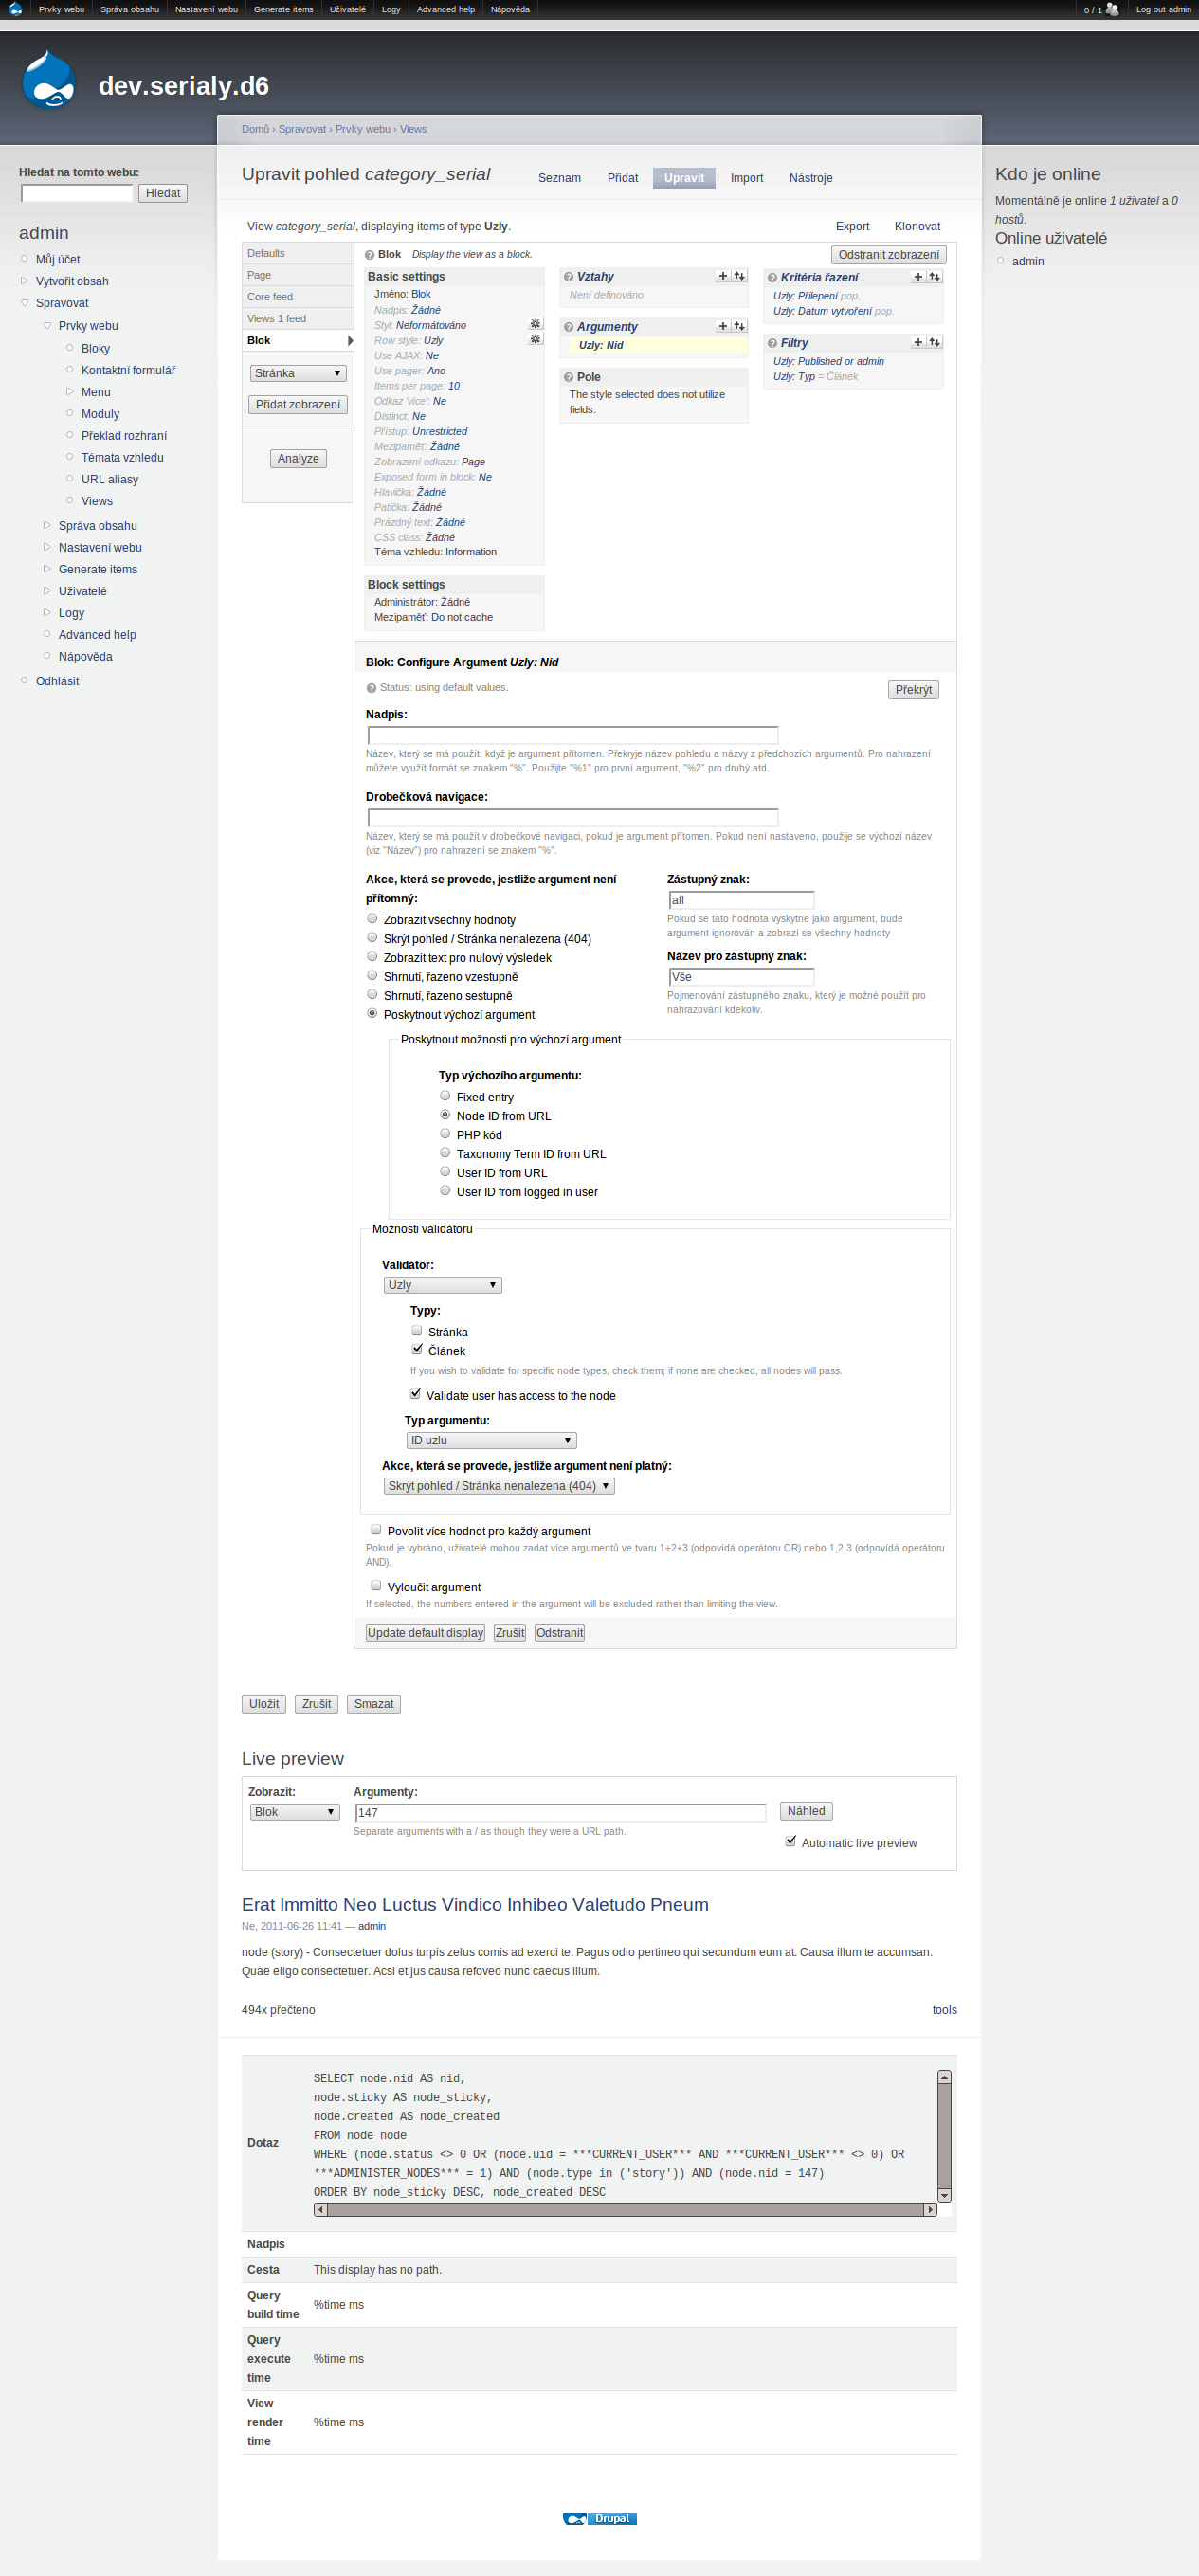 Prvky webu Správa obsahu Nastavení webu Generate items Uživatelé Logy Advanced help Nápověda 0 / 1 Log out admin
dev.serialy.d6
Domů › Spravovat › Prvky webu › Views
Hledat na tomto webu:
Hledat
admin
Můj účet
Vytvořit obsah
Spravovat
Prvky webu
Bloky
Kontaktní formulář
Menu
Moduly
Překlad rozhraní
Témata vzhledu
URL aliasy
Views
Správa obsahu
Nastavení webu
Generate items
Uživatelé
Logy
Advanced help
Nápověda
Odhlásit
Upravit pohled category_serial
Seznam Přidat Upravit Import Nástroje
View category_serial, displaying items of type Uzly.
Export Klonovat
Defaults
Page
Core feed
Views 1 feed
Blok
Stránka
Přidat zobrazení
Analyze
Blok Display the view as a block.
Odstranit zobrazení
Basic settings
Jméno: Blok
Nadpis: Žádné
Styl: Neformátováno
Row style: Uzly
Use AJAX: Ne
Use pager: Ano
Items per page: 10
Odkaz 'více': Ne
Distinct: Ne
Přístup: Unrestricted
Mezipaměť: Žádné
Zobrazení odkazu: Page
Exposed form in block: Ne
Hlavička: Žádné
Patička: Žádné
Prázdný text: Žádné
CSS class: Žádné
Téma vzhledu: Information
Block settings
Administrátor: Žádné
Mezipaměť: Do not cache
Vztahy
Není definováno
Argumenty
Uzly: Nid
Pole
The style selected does not utilize
fields.
Kritéria řazení
Uzly: Přilepení pop.
Uzly: Datum vytvoření pop.
Filtry
Uzly: Published or admin
Uzly: Typ = Článek
Blok: Configure Argument Uzly: Nid
Status: using default values.
Překrýt
Nadpis:
Název, který se má použít, když je argument přítomen. Překryje název pohledu a názvy z předchozích argumentů. Pro nahrazení
můžete využít formát se znakem "%". Použijte "%1" pro první argument, "%2" pro druhý atd.
Drobečková navigace:
Název, který se má použít v drobečkové navigaci, pokud je argument přítomen. Pokud není nastaveno, použije se výchozí název
(viz "Název") pro nahrazení se znakem "%".
Akce, která se provede, jestliže argument není
přítomný:
Zobrazit všechny hodnoty
Skrýt pohled / Stránka nenalezena (404)
Zobrazit text pro nulový výsledek
Shrnutí, řazeno vzestupně
Shrnutí, řazeno sestupně
Poskytnout výchozí argument
Zástupný znak:
all
Pokud se tato hodnota vyskytne jako argument, bude
argument ignorován a zobrazí se všechny hodnoty
Název pro zástupný znak:
Vše
Pojmenování zástupného znaku, který je možné použít pro
nahrazování kdekoliv.
Poskytnout možnosti pro výchozí argument
Typ výchozího argumentu:
Fixed entry
Node ID from URL
PHP kód
Taxonomy Term ID from URL
User ID from URL
User ID from logged in user
Možnosti validátoru
Validátor:
Uzly
Typy:
Stránka
Článek
If you wish to validate for specific node types, check them; if none are checked, all nodes will pass.
Validate user has access to the node
Typ argumentu:
ID uzlu
Akce, která se provede, jestliže argument není platný:
Skrýt pohled / Stránka nenalezena (404)
Povolit více hodnot pro každý argument
Pokud je vybráno, uživatelé mohou zadat více argumentů ve tvaru 1+2+3 (odpovídá operátoru OR) nebo 1,2,3 (odpovídá operátoru
AND).
Vyloučit argument
If selected, the numbers entered in the argument will be excluded rather than limiting the view.
Update default display Zrušit Odstranit
Uložit Zrušit Smazat
Live preview
Zobrazit:
Blok
Argumenty:
147
Separate arguments with a / as though they were a URL path.
Náhled
Automatic live preview
Erat Immitto Neo Luctus Vindico Inhibeo Valetudo Pneum
Ne, 2011-06-26 11:41 — admin
node (story) - Consectetuer dolus turpis zelus comis ad exerci te. Pagus odio pertineo qui secundum eum at. Causa illum te accumsan.
Quae eligo consectetuer. Acsi et jus causa refoveo nunc caecus illum.
494x přečteno
tools
Dotaz
SELECT node.nid AS nid,
node.sticky AS node_sticky,
node.created AS node_created
FROM node node
WHERE (node.status <> 0 OR (node.uid = ***CURRENT_USER*** AND ***CURRENT_USER*** <> 0) OR
***ADMINISTER_NODES*** = 1) AND (node.type in ('story')) AND (node.nid = 147)
ORDER BY node_sticky DESC, node_created DESC
Nadpis
Cesta This display has no path.
Query
build time
%time ms
Query
execute
time
%time ms
View
render
time
%time ms
Drupal
Kdo je online
Momentálně je online 1 uživatel a 0
hostů.
Online uživatelé
admin